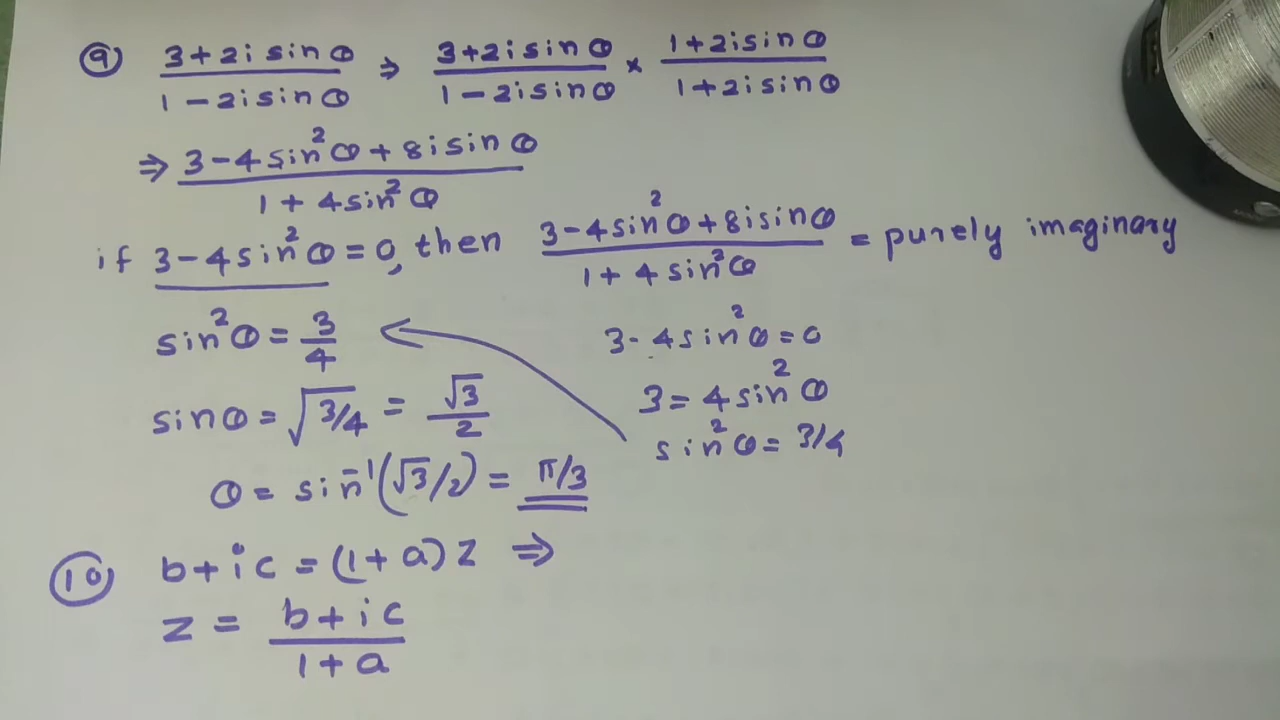 ⑨ (3+2i sinθ)/(1-2i sinθ) ⇒ (3+2i sinθ)/(1-2i sinθ) × (1+2i sinθ)/(1+2i sinθ)
⇒ (3-4sin²θ+8i sinθ)/(1+4sin²θ)
if 3-4sin²θ=0, then (3-4sin²θ+8i sinθ)/(1+4sin²θ) = purely imaginary
sin²θ = 3/4
3-4sin²θ=0
3=4sin²θ
sin²θ=3/4
sinθ=√(3/4) = √3/2
θ= sin⁻¹(√3/2) = π/3
⑩ b+ic=(1+a)z ⇒
z = (b+ic)/(1+a)